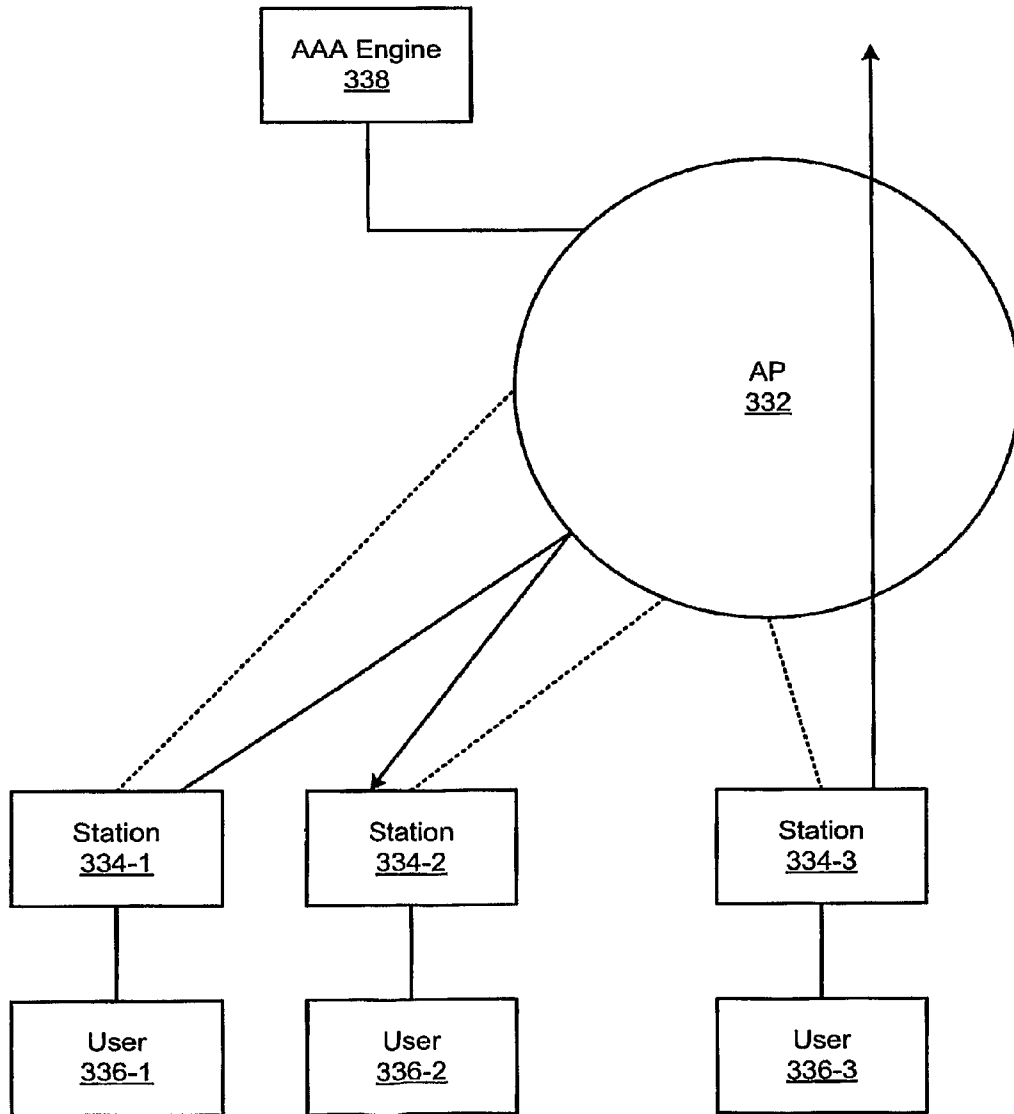 AAA Engine
338
AP
332
Station
334-1
Station
334-2
Station
334-3
User
336-1
User
336-2
User
336-3